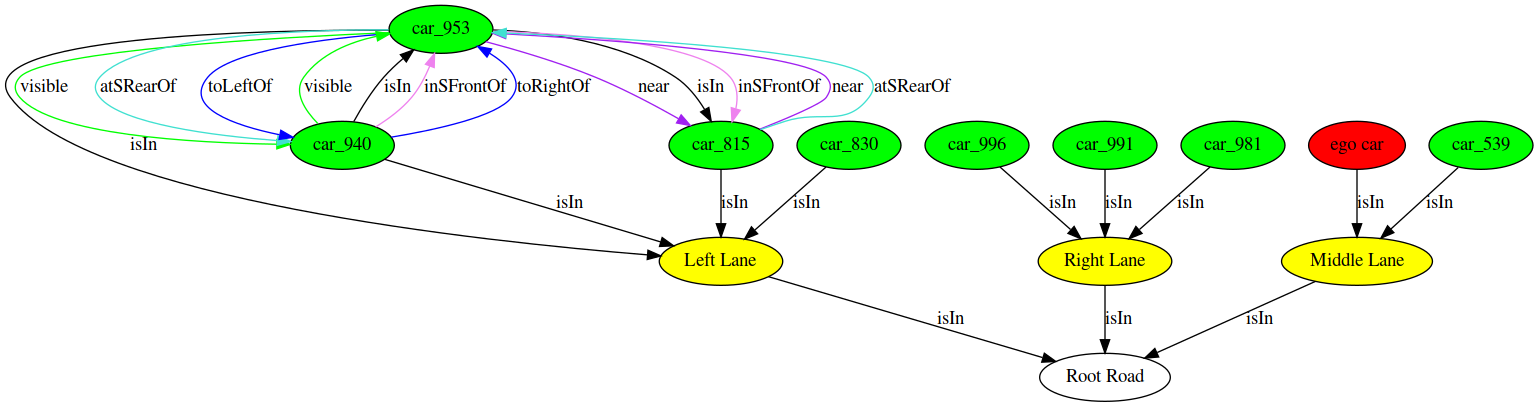 car_953
visible
atSRearOf
toLeftOf
visible
isIn
inSFrontOf
toRightOf
near
isIn
inSFrontOf
near
atSRearOf
isIn
car_940
car_815
car_830
car_996
car_991
car_981
ego car
car_539
isIn
isIn
isIn
isIn
isIn
isIn
isIn
isIn
Left Lane
Right Lane
Middle Lane
isIn
isIn
isIn
Root Road